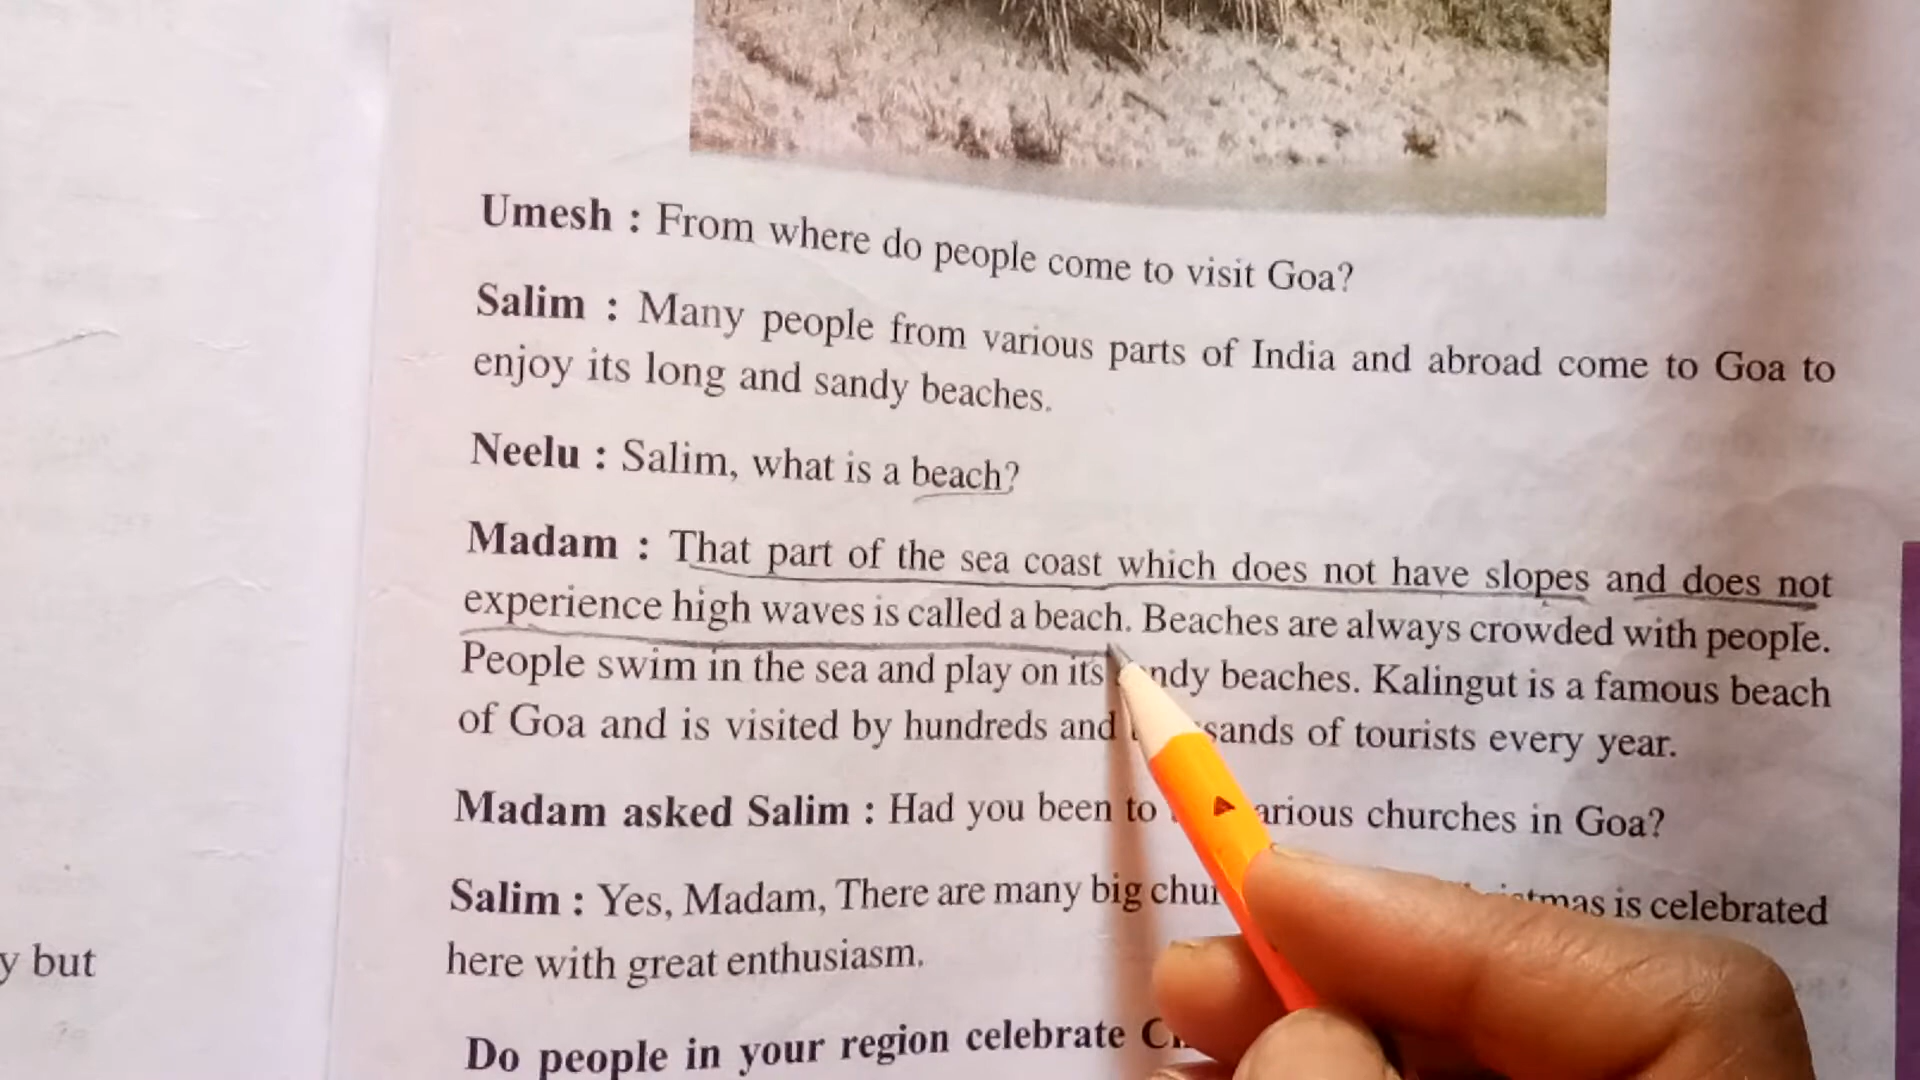 Umesh : From where do people come to visit Goa?
Salim : Many people from various parts of India and abroad come to Goa to
enjoy its long and sandy beaches.
Neelu : Salim, what is a beach?
Madam : That part of the sea coast which does not have slopes and does not
experience high waves is called a beach. Beaches are always crowded with people.
People swim in the sea and play on its beaches. Kalingut is a famous beach
of Goa and is visited by hundreds and of tourists every year.
Madam asked Salim : Had you been to churches in Goa?
Salim : Yes, Madam, There are many big is celebrated
here with great enthusiasm.
y but
Do people in your region celebrate